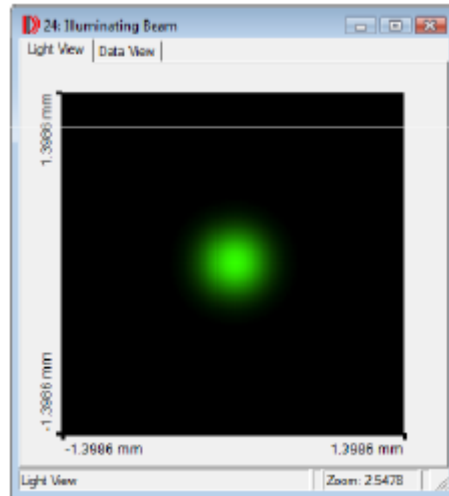 24: Illuminating Beam
Light View Data View
1.3986 mm
-1.3986 mm
-1.3986 mm 1.3986 mm
Light View Zoom: 2.5478